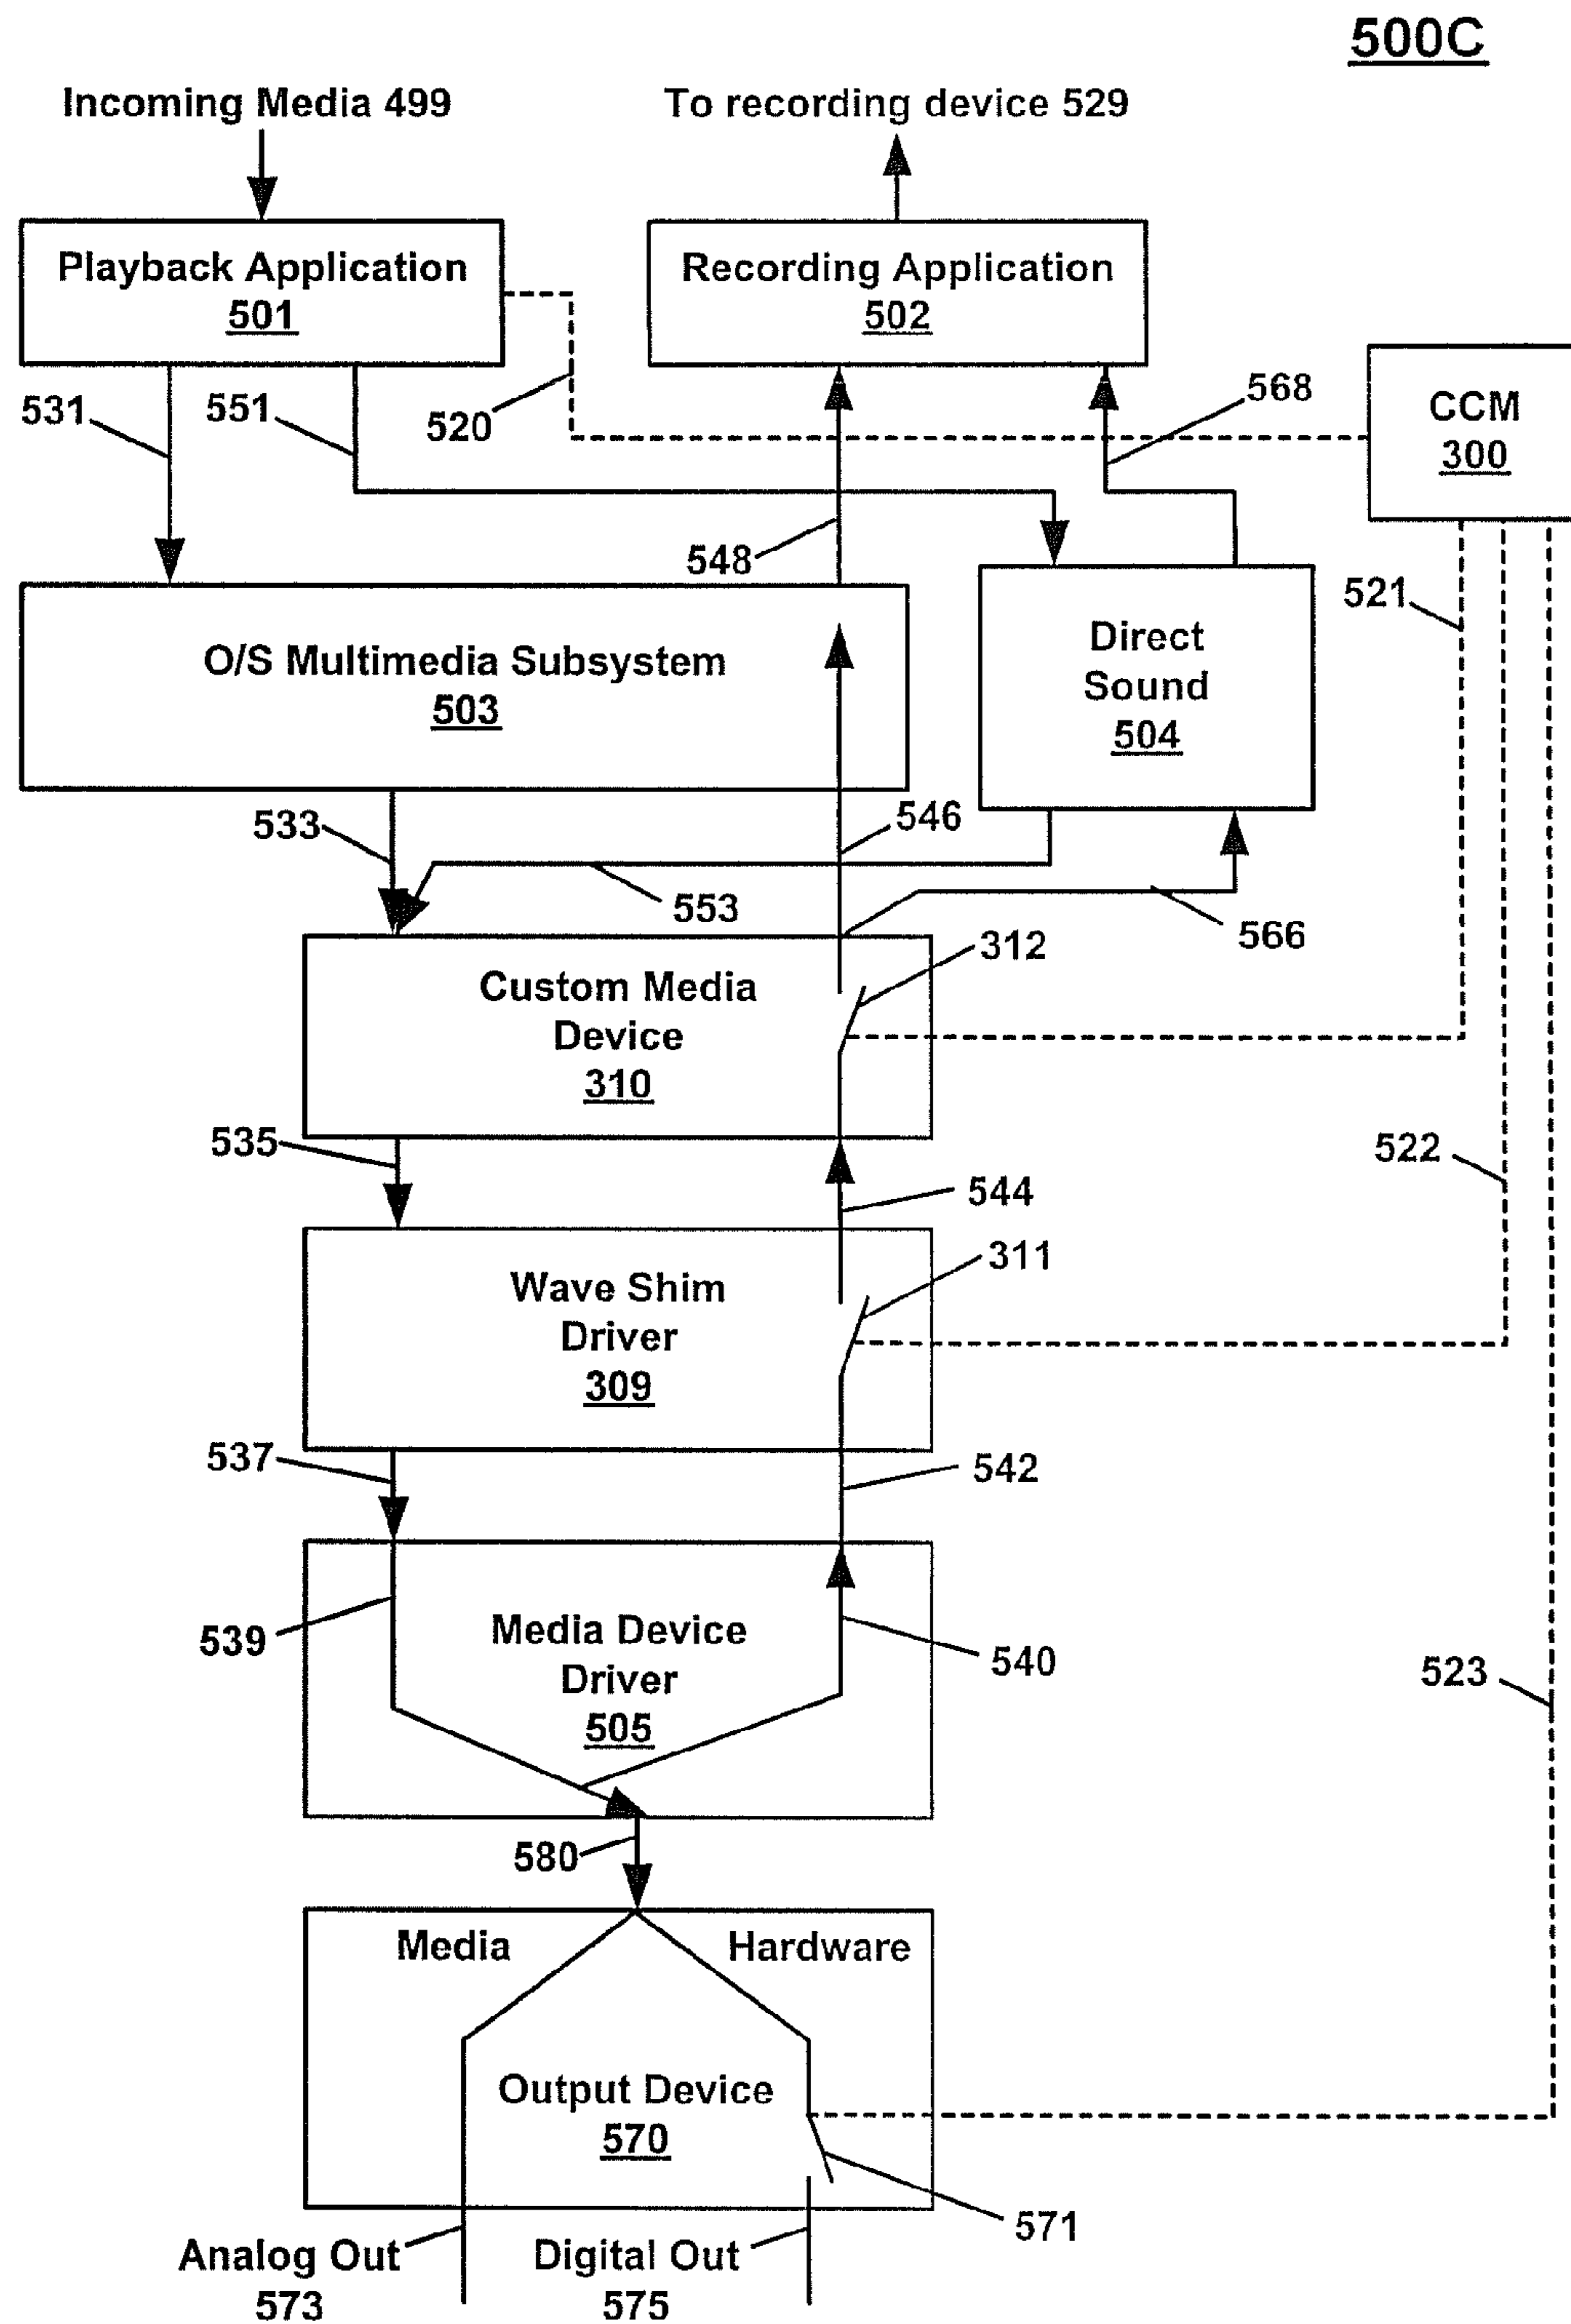 500C
Incoming Media 499
To recording device 529
Playback Application
501
Recording Application
502
531
551
520
568
CCM
300
548
521
O/S Multimedia Subsystem
503
Direct
Sound
504
533
546
553
566
312
Custom Media
Device
310
535
522
544
311
Wave Shim
Driver
309
537
542
539
Media Device
Driver
505
540
523
580
Media
Hardware
Output Device
570
571
Analog Out
573
Digital Out
575